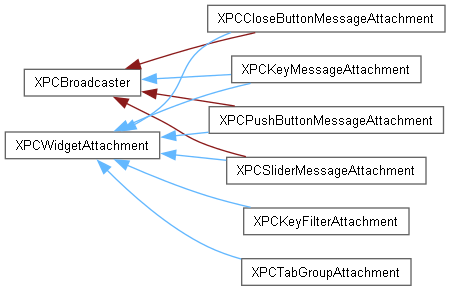 XPCCloseButtonMessageAttachment
XPCBroadcaster
XPCKeyMessageAttachment
XPCPushButtonMessageAttachment
XPCWidgetAttachment
XPCSliderMessageAttachment
XPCKeyFilterAttachment
XPCTabGroupAttachment